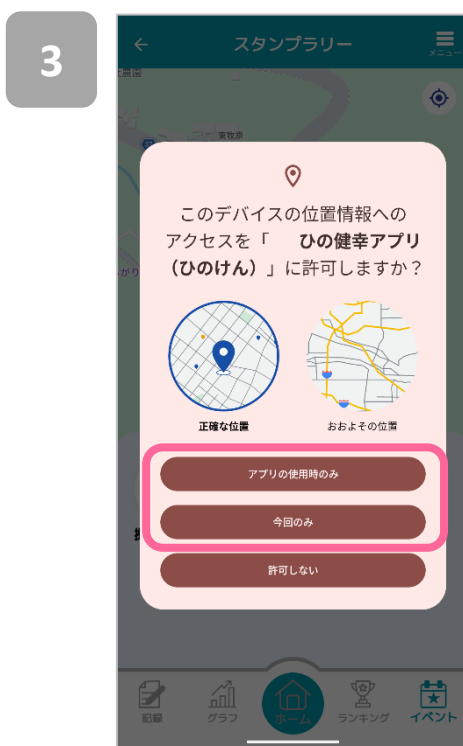 3
スタンプラリー
メニュー
東牧原
このデバイスの位置情報への
アクセスを「　ひの健幸アプリ
（ひのけん）」に許可しますか？
正確な位置
おおよその位置
アプリの使用時のみ
今回のみ
許可しない
記録
グラフ
ホーム
ランキング
イベント